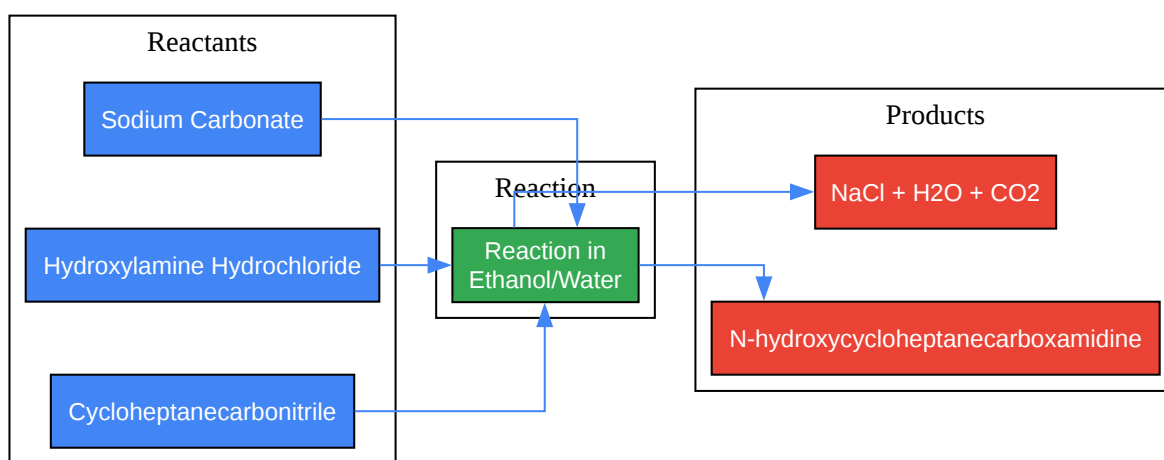 Reactants
Sodium Carbonate
Hydroxylamine Hydrochloride
Cycloheptanecarbonitrile
Reaction
Reaction in
Ethanol/Water
Products
NaCl + H2O + CO2
N-hydroxycycloheptanecarboxamidine